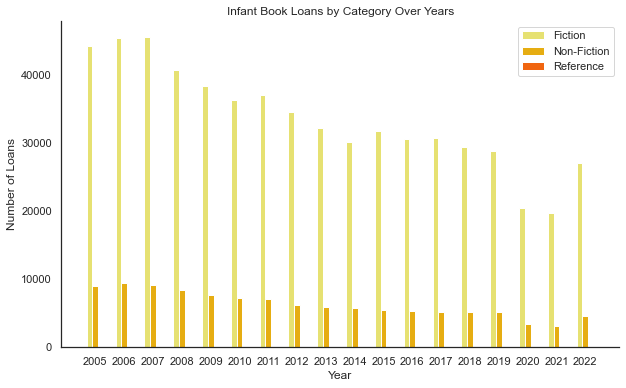 Infant Book Loans by Category Over Years
Fiction
Non-Fiction
Reference
Number of Loans
40000
30000
20000
10000
0
2005 2006 2007 2008 2009 2010 2011 2012 2013 2014 2015 2016 2017 2018 2019 2020 2021 2022
Year